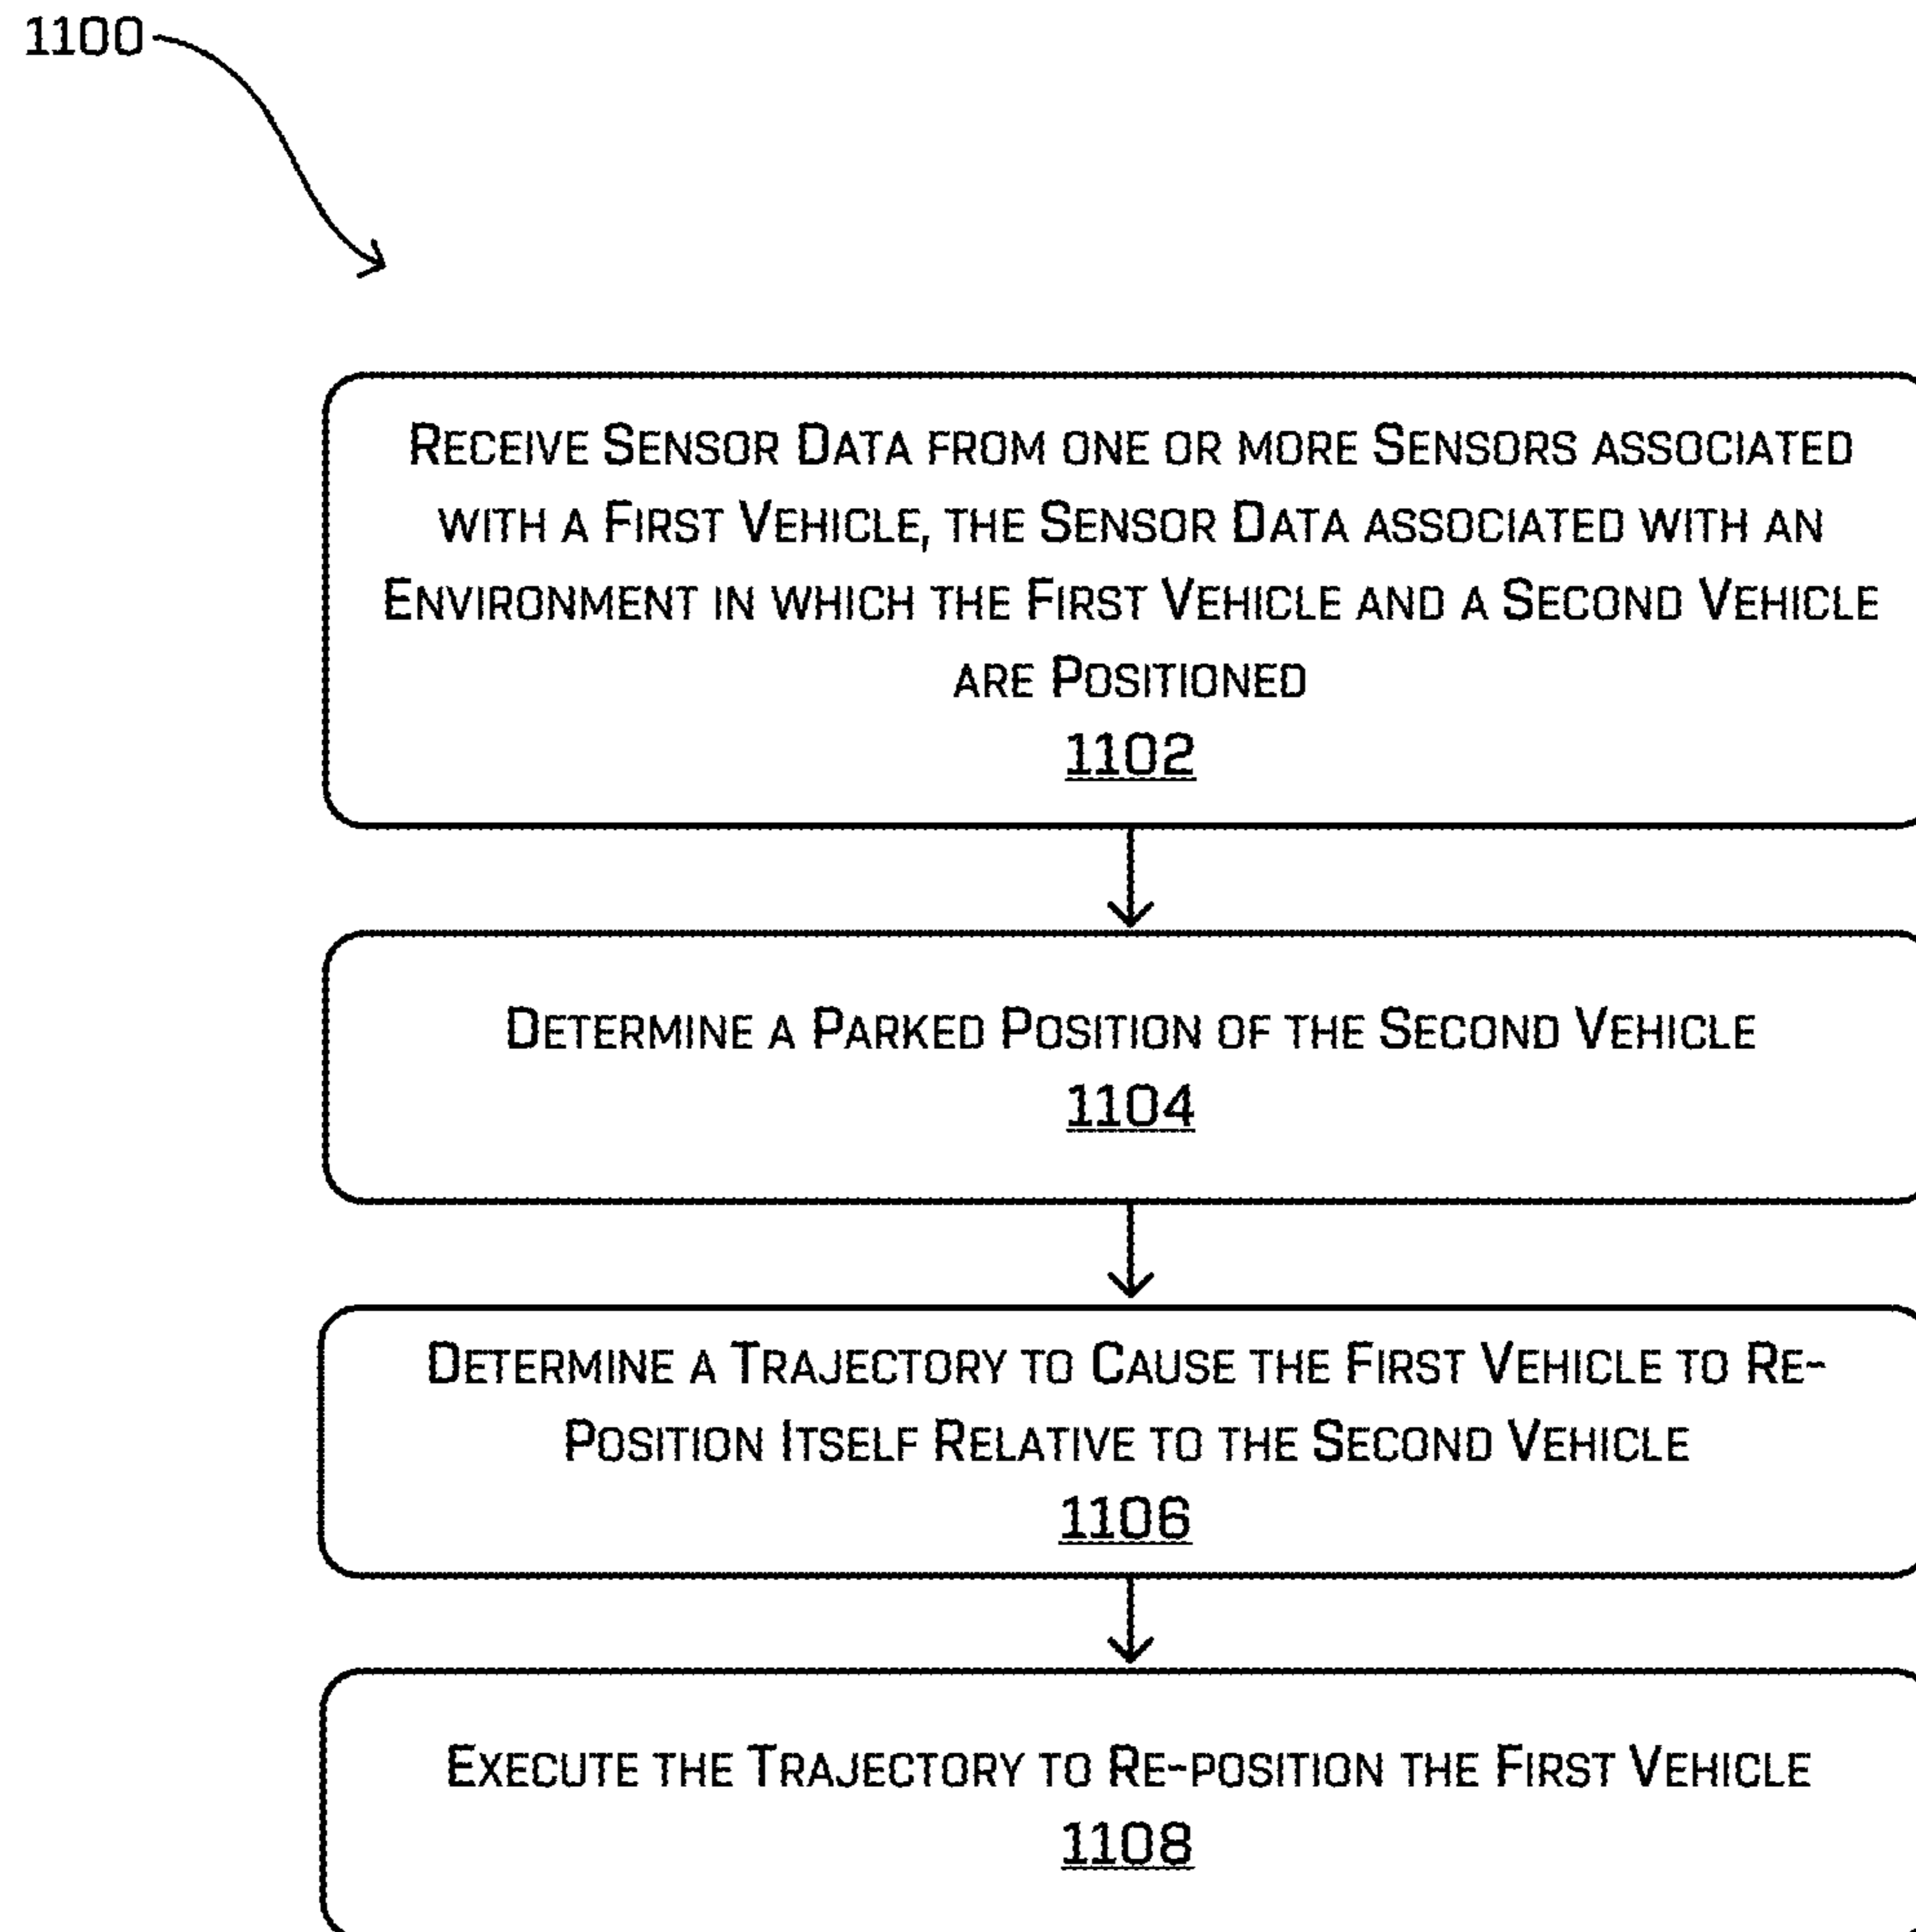 1100
Receive Sensor Data from one or more Sensors associated
with a First Vehicle, the Sensor Data associated with an
Environment in which the First Vehicle and a Second Vehicle
are Positioned
1102
Determine a Parked Position of the Second Vehicle
1104
Determine a Trajectory to Cause the First Vehicle to Re-
Position Itself Relative to the Second Vehicle
1106
Execute the Trajectory to Re-position the First Vehicle
1108